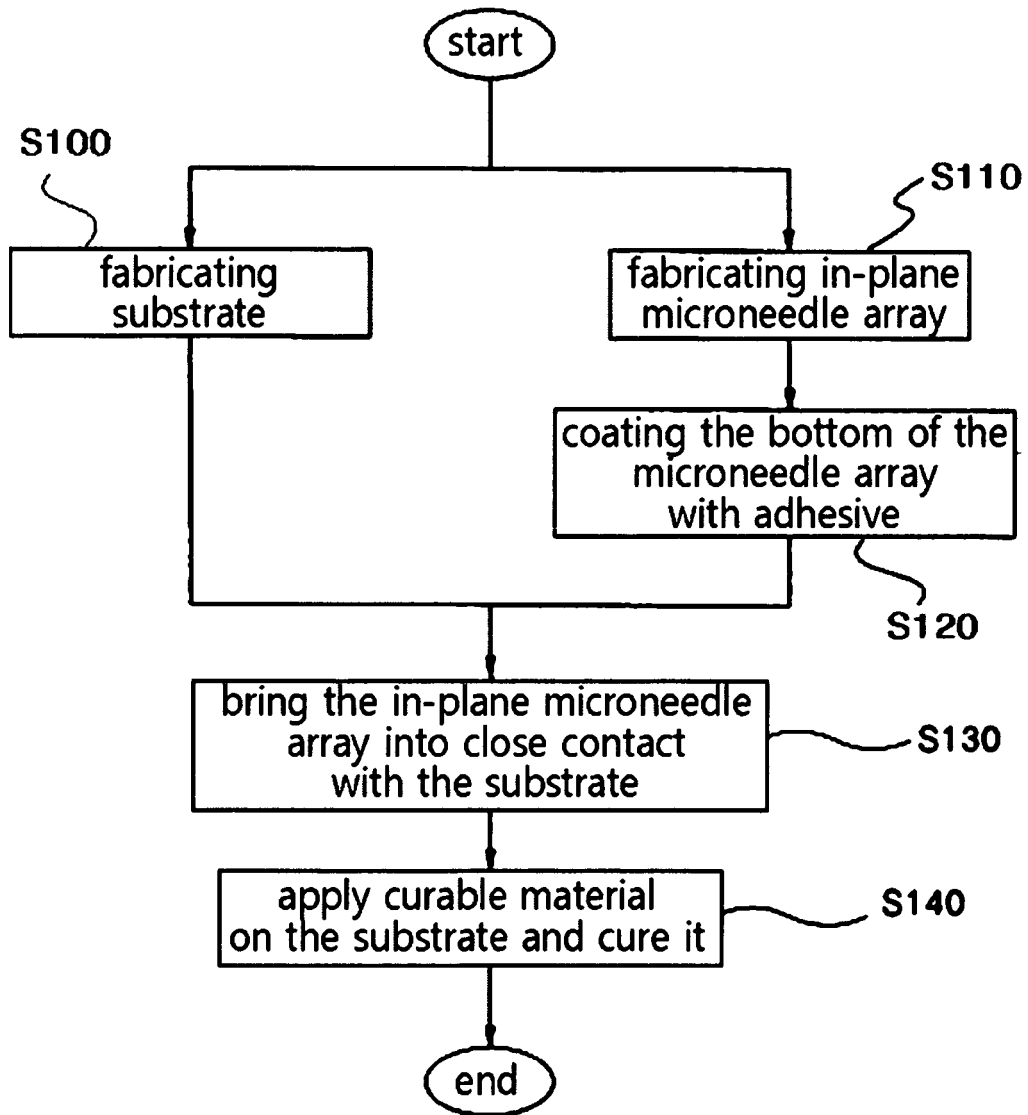 start
S100
S110
fabricating
substrate
fabricating in-plane
microneedle array
coating the bottom of the
microneedle array
with adhesive
S120
bring the in-plane microneedle
array into close contact
with the substrate
S130
apply curable material
on the substrate and cure it
S140
end